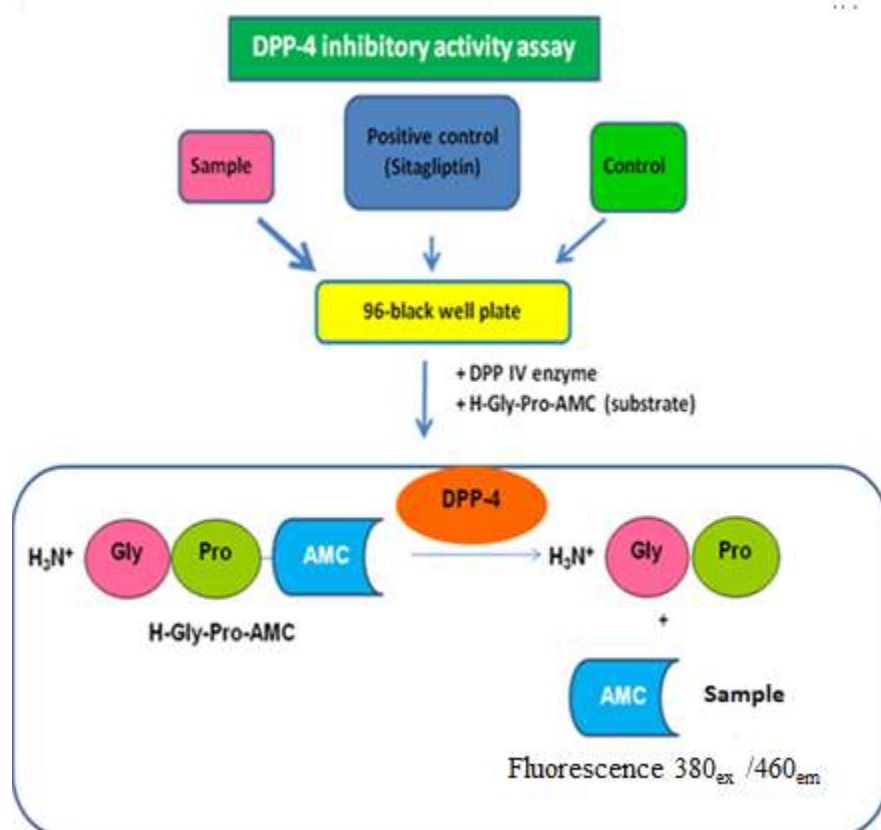 DPP-4 inhibitory activity assay
Sample
Positive control
(Sitagliptin)
Control
96-black well plate
+ DPP IV enzyme
+ H-Gly-Pro-AMC (substrate)
DPP-4
H₃N⁺ Gly Pro AMC H₃N⁺ Gly Pro
H-Gly-Pro-AMC
+
AMC Sample
Fluorescence 380ₑₓ /460ₑₘ